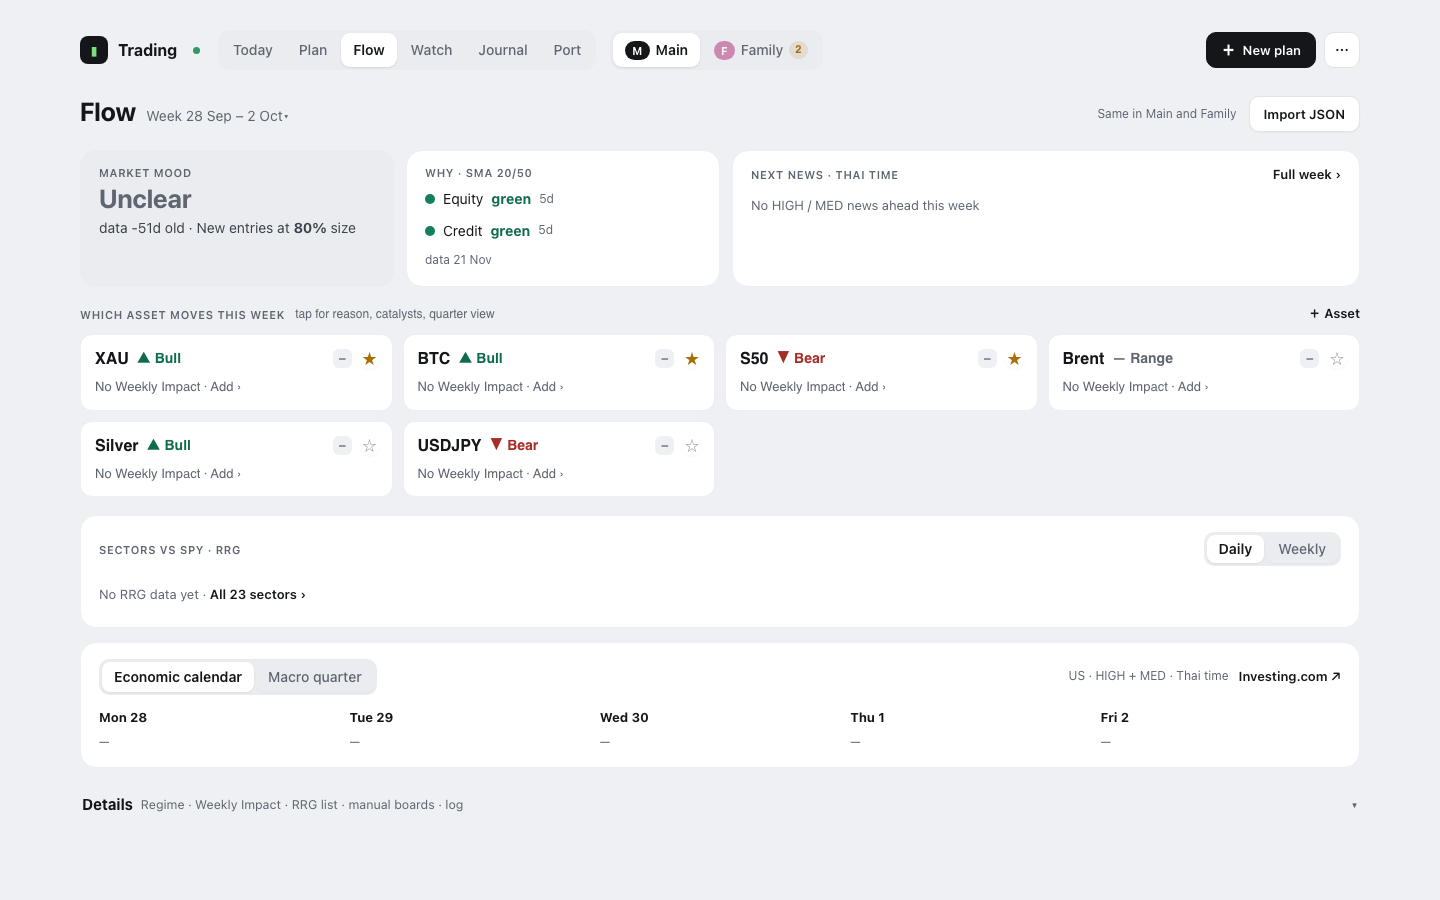 Trading
Today Plan Flow Watch Journal Port
M Main F Family 2
+ New plan ···
Flow Week 28 Sep – 2 Oct▾
Same in Main and Family Import JSON
MARKET MOOD
Unclear
data -51d old · New entries at 80% size
WHY · SMA 20/50
Equity green 5d
Credit green 5d
data 21 Nov
NEXT NEWS · THAI TIME Full week ›
No HIGH / MED news ahead this week
WHICH ASSET MOVES THIS WEEK tap for reason, catalysts, quarter view + Asset
XAU ▲ Bull – ★
No Weekly Impact · Add ›
BTC ▲ Bull – ★
No Weekly Impact · Add ›
S50 ▼ Bear – ★
No Weekly Impact · Add ›
Brent — Range – ☆
No Weekly Impact · Add ›
Silver ▲ Bull – ☆
No Weekly Impact · Add ›
USDJPY ▼ Bear – ☆
No Weekly Impact · Add ›
SECTORS VS SPY · RRG Daily Weekly
No RRG data yet · All 23 sectors ›
Economic calendar Macro quarter US · HIGH + MED · Thai time Investing.com ↗
Mon 28 Tue 29 Wed 30 Thu 1 Fri 2
— — — — —
Details Regime · Weekly Impact · RRG list · manual boards · log ▾